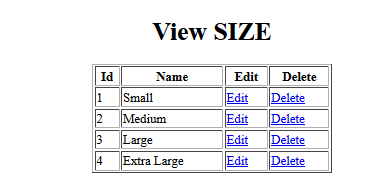 View SIZE
Id Name Edit Delete
1 Small Edit Delete
2 Medium Edit Delete
3 Large Edit Delete
4 Extra Large Edit Delete